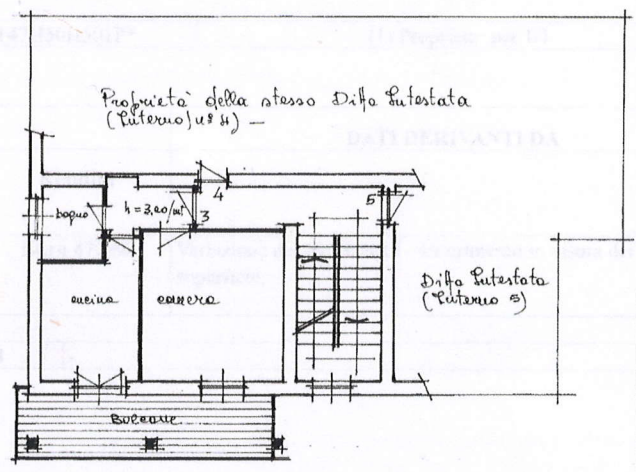 Proprietà della stesso Ditta Intestata
(Interno) n° 4) —
DATI DERIVANTI DA
4
5
bagno
h = 3,20/m
3
cucina
camera
Ditta Intestata
(Interno 5)
Balcone